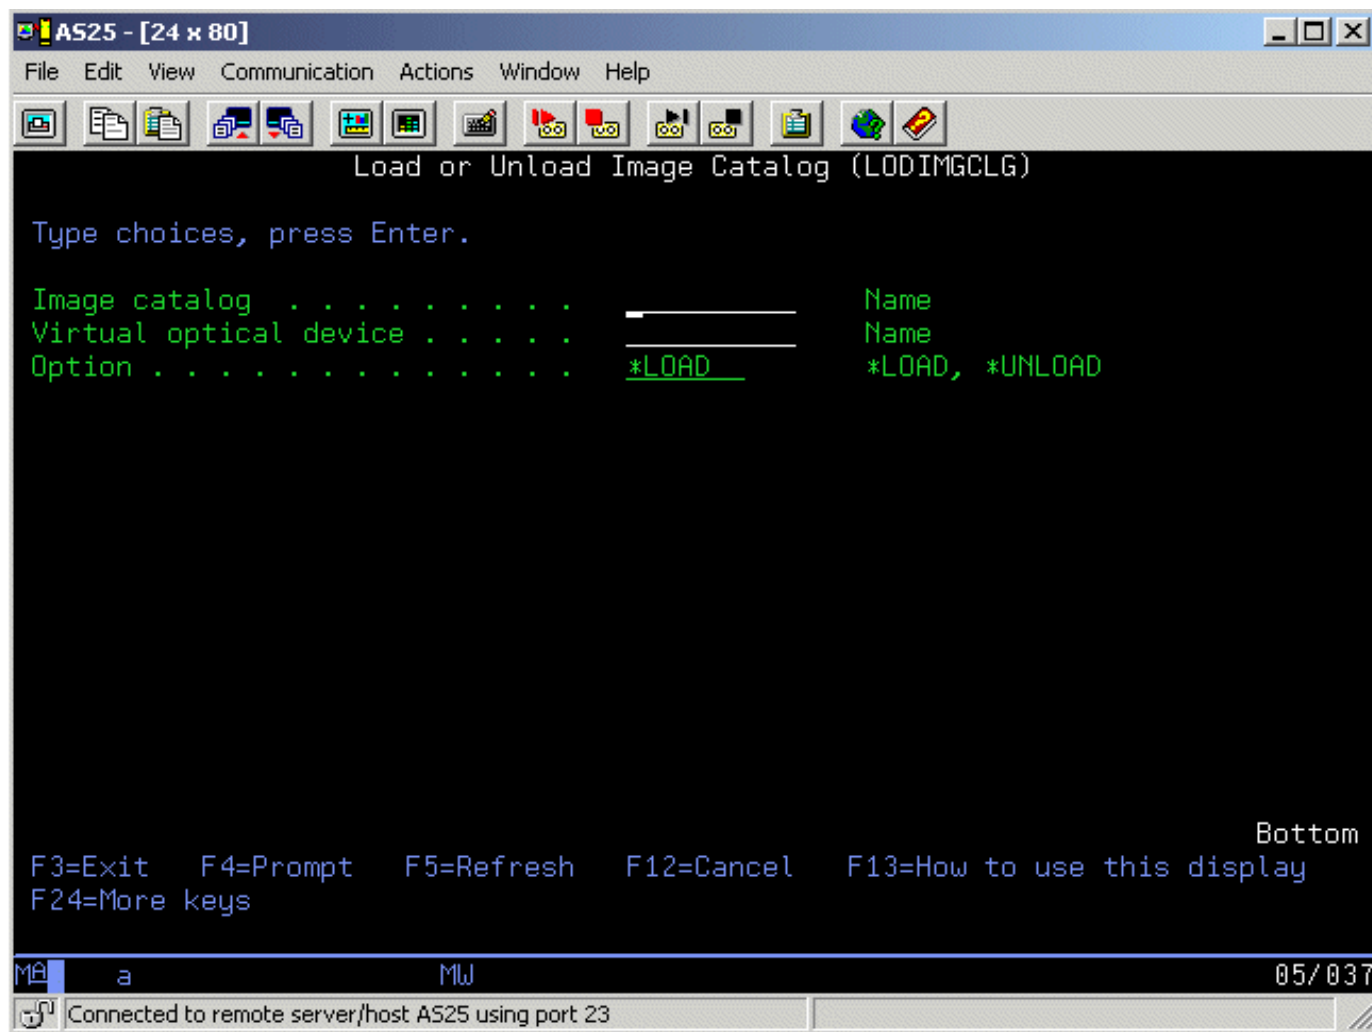 AS25 - [24 x 80]
File Edit View Communication Actions Window Help
Load or Unload Image Catalog (LODIMGCLG)
Type choices, press Enter.
Image catalog . . . . . . . . . Name
Virtual optical device . . . . . Name
Option . . . . . . . . . . . . . *LOAD *LOAD, *UNLOAD
Bottom
F3=Exit F4=Prompt F5=Refresh F12=Cancel F13=How to use this display
F24=More keys
MA a MW 05/037
Connected to remote server/host AS25 using port 23